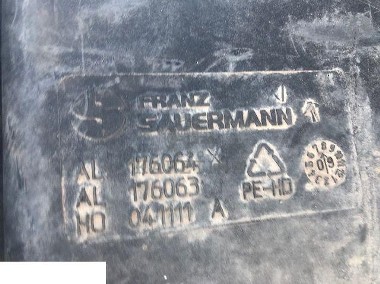 FRANZ
SAUERMANN
AL 176064 X
AL 176063
HO 041111 A
PE-HD
09